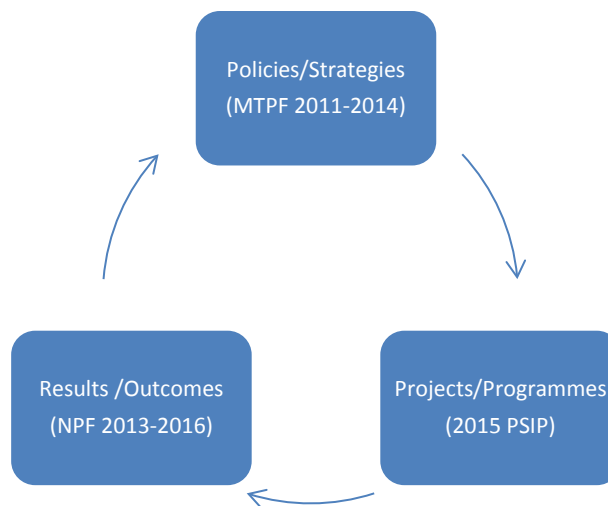 Policies/Strategies
(MTPF 2011-2014)
Results /Outcomes
(NPF 2013-2016)
Projects/Programmes
(2015 PSIP)